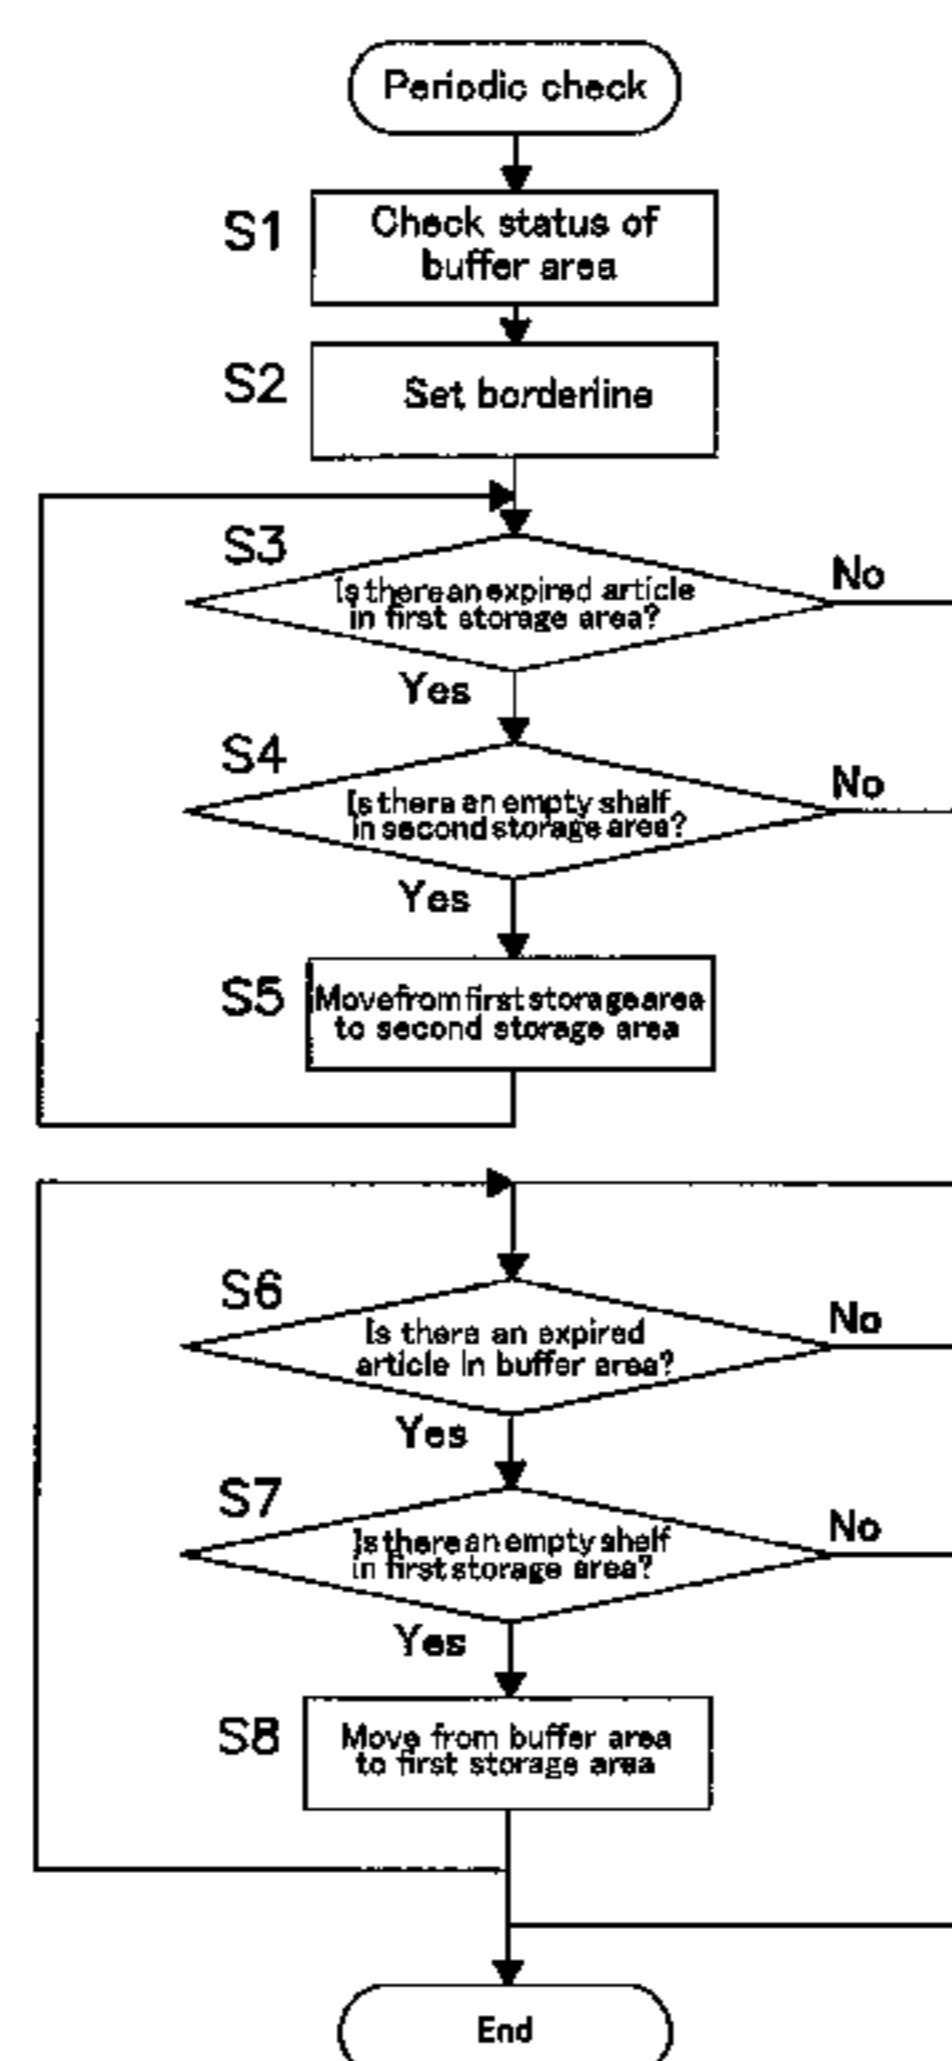 Periodic check
S1
Check status of
buffer area
S2
Set borderline
S3
Is there an expired article
in first storage area?
No
Yes
S4
Is there an empty shelf
in second storage area?
No
Yes
S5
Move from first storage area
to second storage area
S6
Is there an expired
article in buffer area?
No
Yes
S7
Is there an empty shelf
in first storage area?
No
Yes
S8
Move from buffer area
to first storage area
End